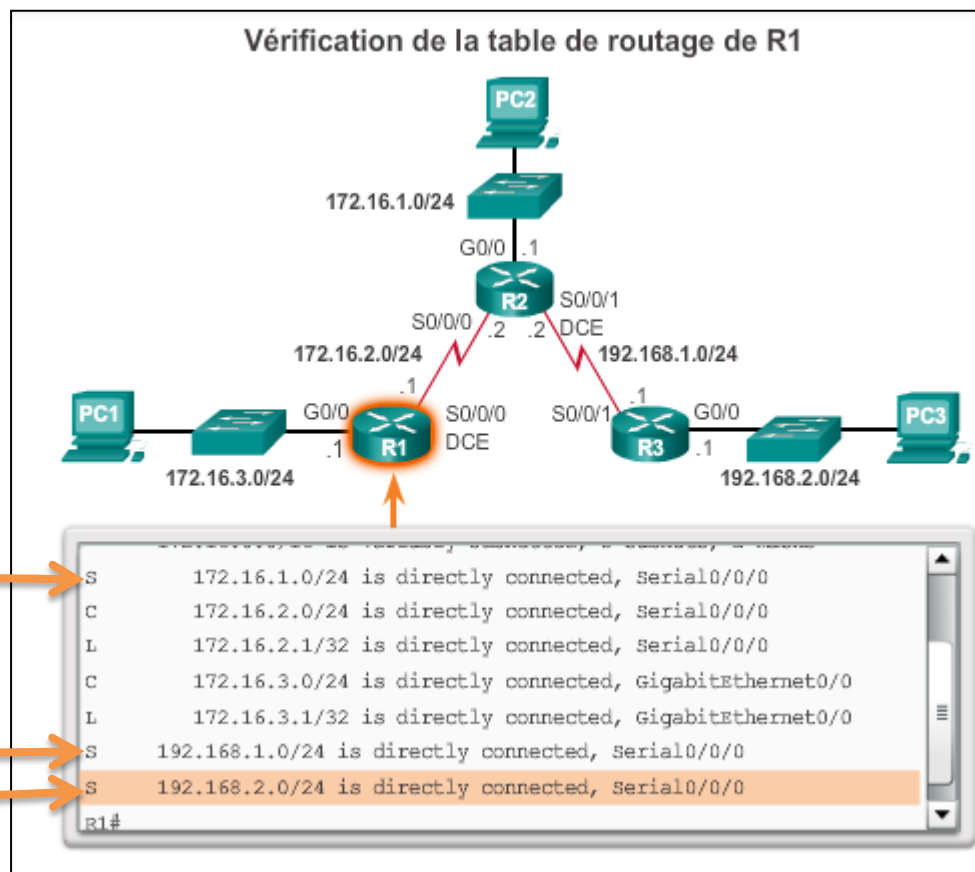 Vérification de la table de routage de R1
PC2
172.16.1.0/24
G0/0 .1
R2
S0/0/1
S0/0/0 .2 .2 DCE
172.16.2.0/24
192.168.1.0/24
.1 .1
PC1
G0/0
S0/0/0
S0/0/1
G0/0
PC3
.1 R1 DCE
R3 .1
172.16.3.0/24
192.168.2.0/24
S 172.16.1.0/24 is directly connected, Serial0/0/0
C 172.16.2.0/24 is directly connected, Serial0/0/0
L 172.16.2.1/32 is directly connected, Serial0/0/0
C 172.16.3.0/24 is directly connected, GigabitEthernet0/0
L 172.16.3.1/32 is directly connected, GigabitEthernet0/0
S 192.168.1.0/24 is directly connected, Serial0/0/0
S 192.168.2.0/24 is directly connected, Serial0/0/0
R1#